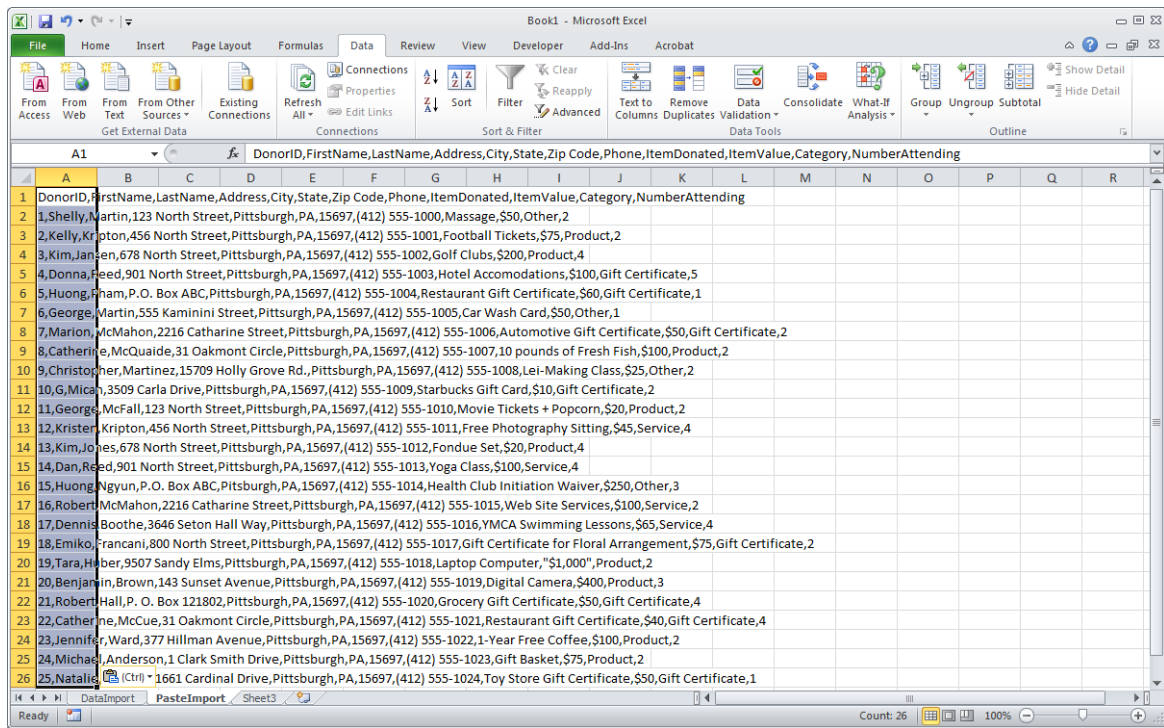 Book1 - Microsoft Excel
File Home Insert Page Layout Formulas Data Review View Developer Add-Ins Acrobat
From Access
From Web
From Text
From Other Sources
Existing Connections
Get External Data
Refresh All
Connections
Properties
Edit Links
Connections
Sort
Filter
Clear
Reapply
Advanced
Sort & Filter
Text to Columns
Remove Duplicates
Data Validation
Consolidate
What-If Analysis
Data Tools
Group
Ungroup
Subtotal
Show Detail
Hide Detail
Outline
A1 fx DonorID,FirstName,LastName,Address,City,State,Zip Code,Phone,ItemDonated,ItemValue,Category,NumberAttending
A B C D E F G H I J K L M N O P Q R
1 DonorID,FirstName,LastName,Address,City,State,Zip Code,Phone,ItemDonated,ItemValue,Category,NumberAttending
2 1,Shelly,Martin,123 North Street,Pittsburgh,PA,15697,(412) 555-1000,Massage,$50,Other,2
3 2,Kelly,Kripton,456 North Street,Pittsburgh,PA,15697,(412) 555-1001,Football Tickets,$75,Product,2
4 3,Kim,Jansen,678 North Street,Pittsburgh,PA,15697,(412) 555-1002,Golf Clubs,$200,Product,4
5 4,Donna,Reed,901 North Street,Pittsburgh,PA,15697,(412) 555-1003,Hotel Accomodations,$100,Gift Certificate,5
6 5,Huong,Pham,P.O. Box ABC,Pittsburgh,PA,15697,(412) 555-1004,Restaurant Gift Certificate,$60,Gift Certificate,1
7 6,George,Martin,555 Kaminini Street,Pittsurgh,PA,15697,(412) 555-1005,Car Wash Card,$50,Other,1
8 7,Marion,McMahon,2216 Catharine Street,Pittsburgh,PA,15697,(412) 555-1006,Automotive Gift Certificate,$50,Gift Certificate,2
9 8,Catherine,McQuaide,31 Oakmont Circle,Pittsburgh,PA,15697,(412) 555-1007,10 pounds of Fresh Fish,$100,Product,2
10 9,Christopher,Martinez,15709 Holly Grove Rd.,Pittsburgh,PA,15697,(412) 555-1008,Lei-Making Class,$25,Other,2
11 10,G,Micah,3509 Carla Drive,Pittsburgh,PA,15697,(412) 555-1009,Starbucks Gift Card,$10,Gift Certificate,2
12 11,George,McFall,123 North Street,Pittsburgh,PA,15697,(412) 555-1010,Movie Tickets + Popcorn,$20,Product,2
13 12,Kristen,Kripton,456 North Street,Pittsburgh,PA,15697,(412) 555-1011,Free Photography Sitting,$45,Service,4
14 13,Kim,Jones,678 North Street,Pittsburgh,PA,15697,(412) 555-1012,Fondue Set,$20,Product,4
15 14,Dan,Reed,901 North Street,Pittsburgh,PA,15697,(412) 555-1013,Yoga Class,$100,Service,4
16 15,Huong,Ngyun,P.O. Box ABC,Pitsburgh,PA,15697,(412) 555-1014,Health Club Initiation Waiver,$250,Other,3
17 16,Robert,McMahon,2216 Catharine Street,Pittsburgh,PA,15697,(412) 555-1015,Web Site Services,$100,Service,2
18 17,Dennis,Boothe,3646 Seton Hall Way,Pittsburgh,PA,15697,(412) 555-1016,YMCA Swimming Lessons,$65,Service,4
19 18,Emiko,Francani,800 North Street,Pittsburgh,PA,15697,(412) 555-1017,Gift Certificate for Floral Arrangement,$75,Gift Certificate,2
20 19,Tara,Huber,9507 Sandy Elms,Pittsburgh,PA,15697,(412) 555-1018,Laptop Computer,"$1,000",Product,2
21 20,Benjamin,Brown,143 Sunset Avenue,Pittsburgh,PA,15697,(412) 555-1019,Digital Camera,$400,Product,3
22 21,Robert,Hall,P. O. Box 121802,Pittsburgh,PA,15697,(412) 555-1020,Grocery Gift Certificate,$50,Gift Certificate,4
23 22,Catherine,McCue,31 Oakmont Circle,Pittsburgh,PA,15697,(412) 555-1021,Restaurant Gift Certificate,$40,Gift Certificate,4
24 23,Jennifer,Ward,377 Hillman Avenue,Pittsburgh,PA,15697,(412) 555-1022,1-Year Free Coffee,$100,Product,2
25 24,Michael,Anderson,1 Clark Smith Drive,Pittsburgh,PA,15697,(412) 555-1023,Gift Basket,$75,Product,2
26 25,Natalie, (Ctrl) 1661 Cardinal Drive,Pittsburgh,PA,15697,(412) 555-1024,Toy Store Gift Certificate,$50,Gift Certificate,1
DataImport PasteImport Sheet3
Ready Count: 26 100%